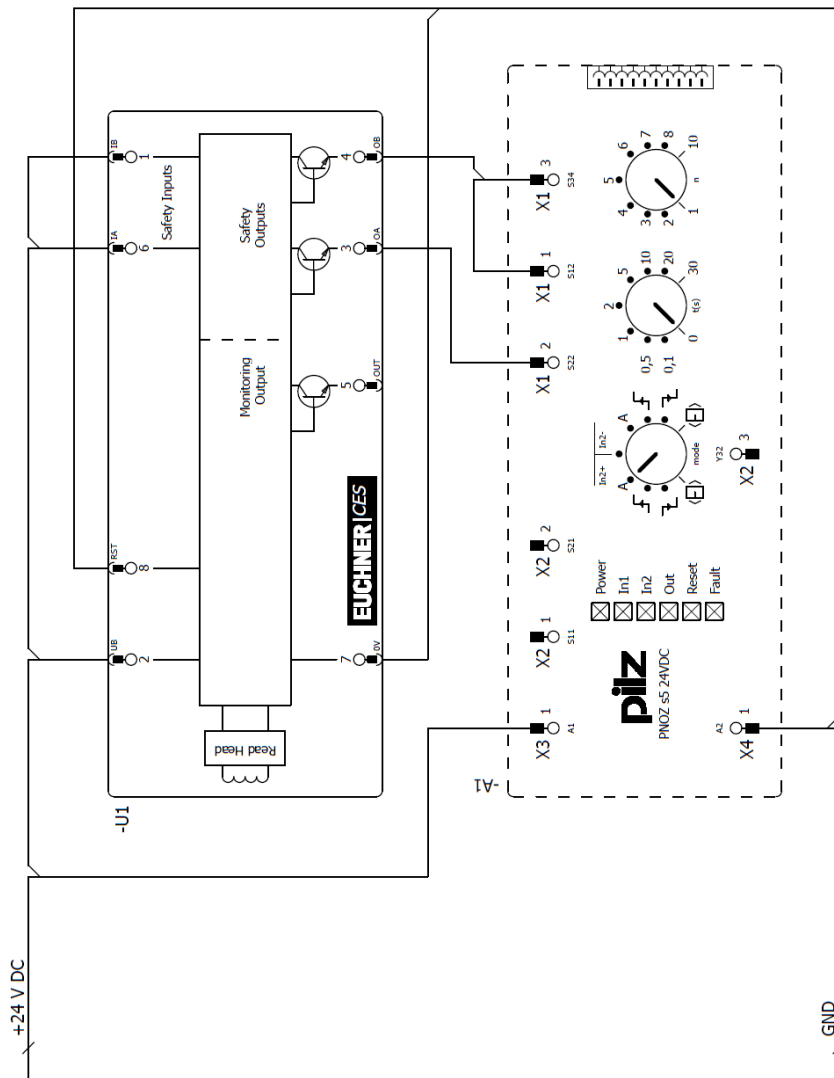 +24 V DC
GND
-U1
UB
2
RST
8
IA
6
IB
1
Safety Inputs
Read Head
Monitoring
Output
Safety
Outputs
7
0V
5
OUT
3
OA
4
OB
EUCHNER CES
-A1
X3
1
A1
X2
1
S11
X2
2
S21
X1
2
S22
X1
1
S12
X1
3
S34
pilz
PNOZ s5 24VDC
Power
In1
In2
Out
Reset
Fault
In2+
In2-
A
A
mode
0,1
0,5
1
2
5
10
20
30
0
t(s)
1
2
3
4
5
6
7
8
10
n
X4
1
A2
X2
3
Y32